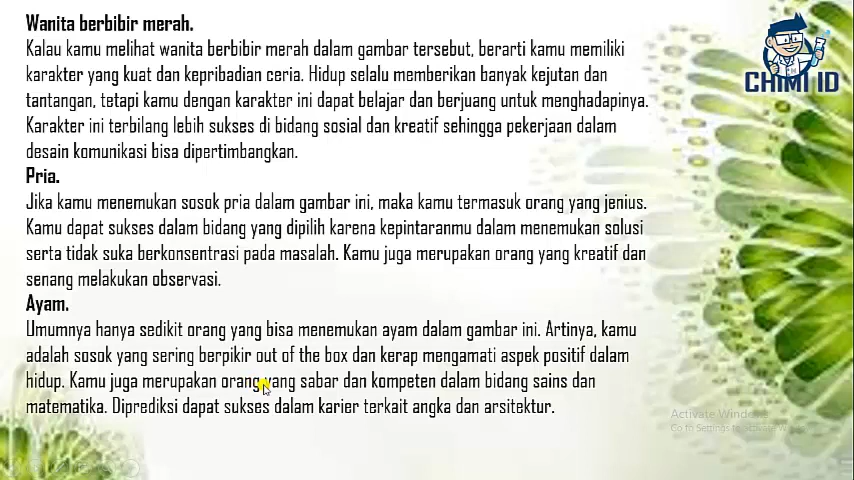 Wanita berbibir merah.
Kalau kamu melihat wanita berbibir merah dalam gambar tersebut, berarti kamu memiliki
karakter yang kuat dan kepribadian ceria. Hidup selalu memberikan banyak kejutan dan
tantangan, tetapi kamu dengan karakter ini dapat belajar dan berjuang untuk menghadapinya.
Karakter ini terbilang lebih sukses di bidang sosial dan kreatif sehingga pekerjaan dalam
desain komunikasi bisa dipertimbangkan.
Pria.
Jika kamu menemukan sosok pria dalam gambar ini, maka kamu termasuk orang yang jenius.
Kamu dapat sukses dalam bidang yang dipilih karena kepintaranmu dalam menemukan solusi
serta tidak suka berkonsentrasi pada masalah. Kamu juga merupakan orang yang kreatif dan
senang melakukan observasi.
Ayam.
Umumnya hanya sedikit orang yang bisa menemukan ayam dalam gambar ini. Artinya, kamu
adalah sosok yang sering berpikir out of the box dan kerap mengamati aspek positif dalam
hidup. Kamu juga merupakan orang yang sabar dan kompeten dalam bidang sains dan
matematika. Diprediksi dapat sukses dalam karier terkait angka dan arsitektur.
CHIMI ID
Activate Windows
Go to Settings to activate